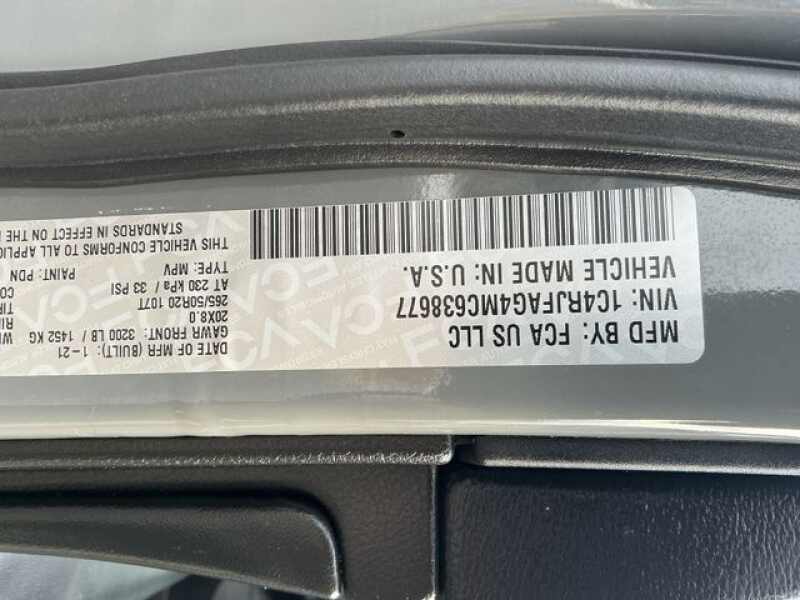 MFD BY: FCA US LLC
VIN: 1C4RJFAG4MC638677
VEHICLE MADE IN: U.S.A.
DATE OF MFR (BUILT): 1-21
GAWR FRONT: 3200 LB / 1452 KG
20X8.0
265/50R20 107T
AT 230 kPa / 33 PSI
TYPE: MPV PAINT: PDN
THIS VEHICLE CONFORMS TO ALL APPLIC
STANDARDS IN EFFECT ON THE